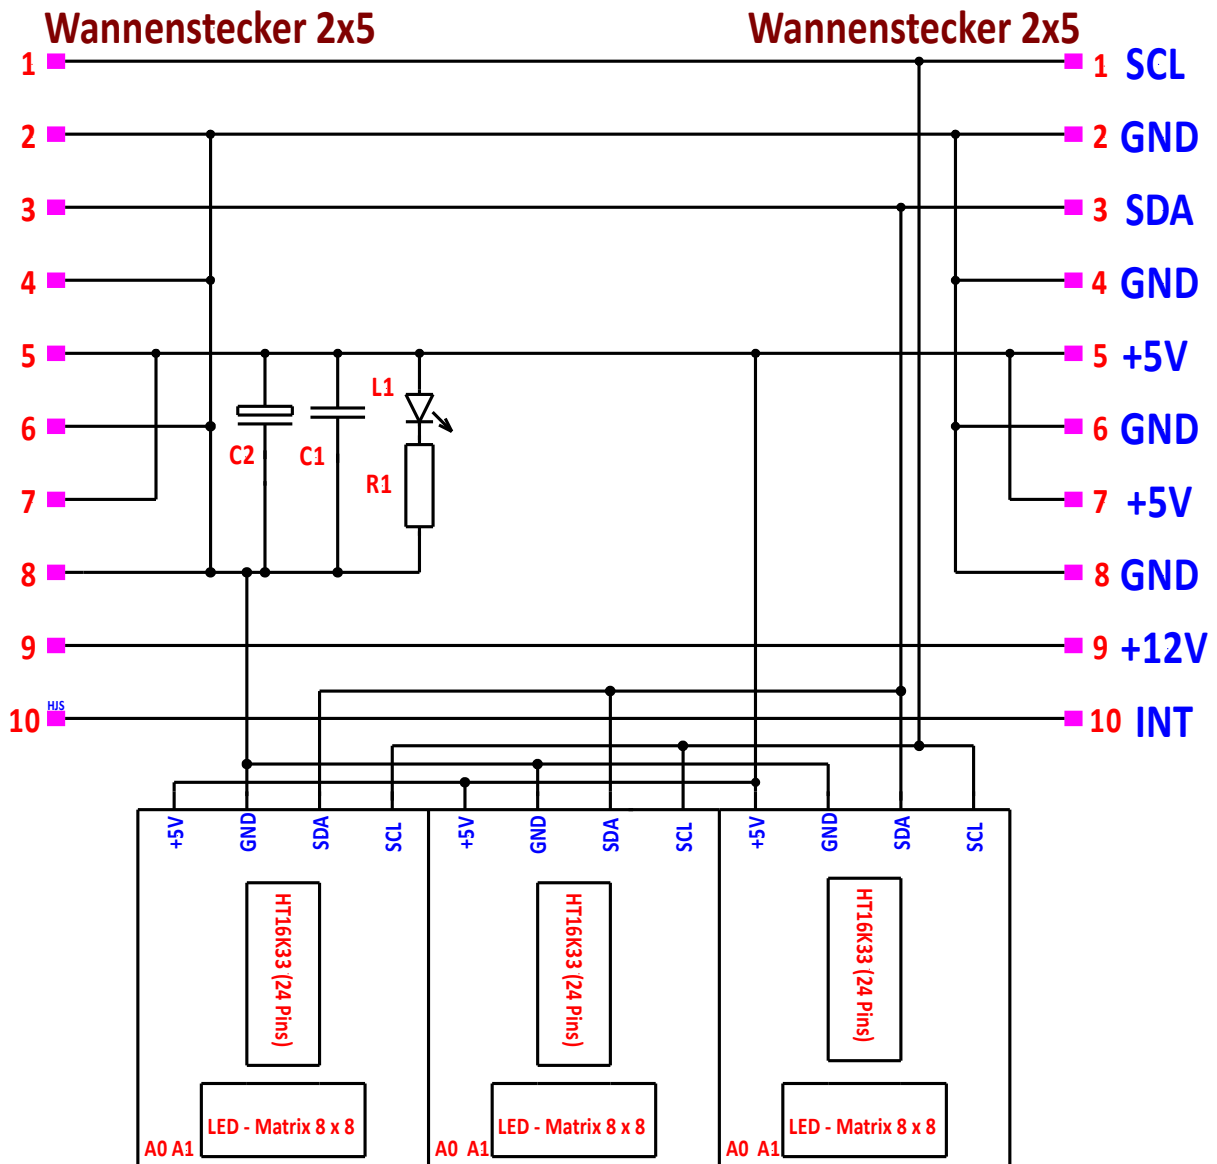 Wannenstecker 2x5 Wannenstecker 2x5
1 1 SCL
2 2 GND
3 3 SDA
4 4 GND
5 5 +5V
L1
6 6 GND
C2 C1
R1
7 7 +5V
8 8 GND
9 9 +12V
HJS
10 10 INT
+5V GND SDA SCL +5V GND SDA SCL +5V GND SDA SCL
HT16K33 (24 Pins) HT16K33 (24 Pins) HT16K33 (24 Pins)
LED - Matrix 8 x 8 LED - Matrix 8 x 8 LED - Matrix 8 x 8
A0 A1 A0 A1 A0 A1